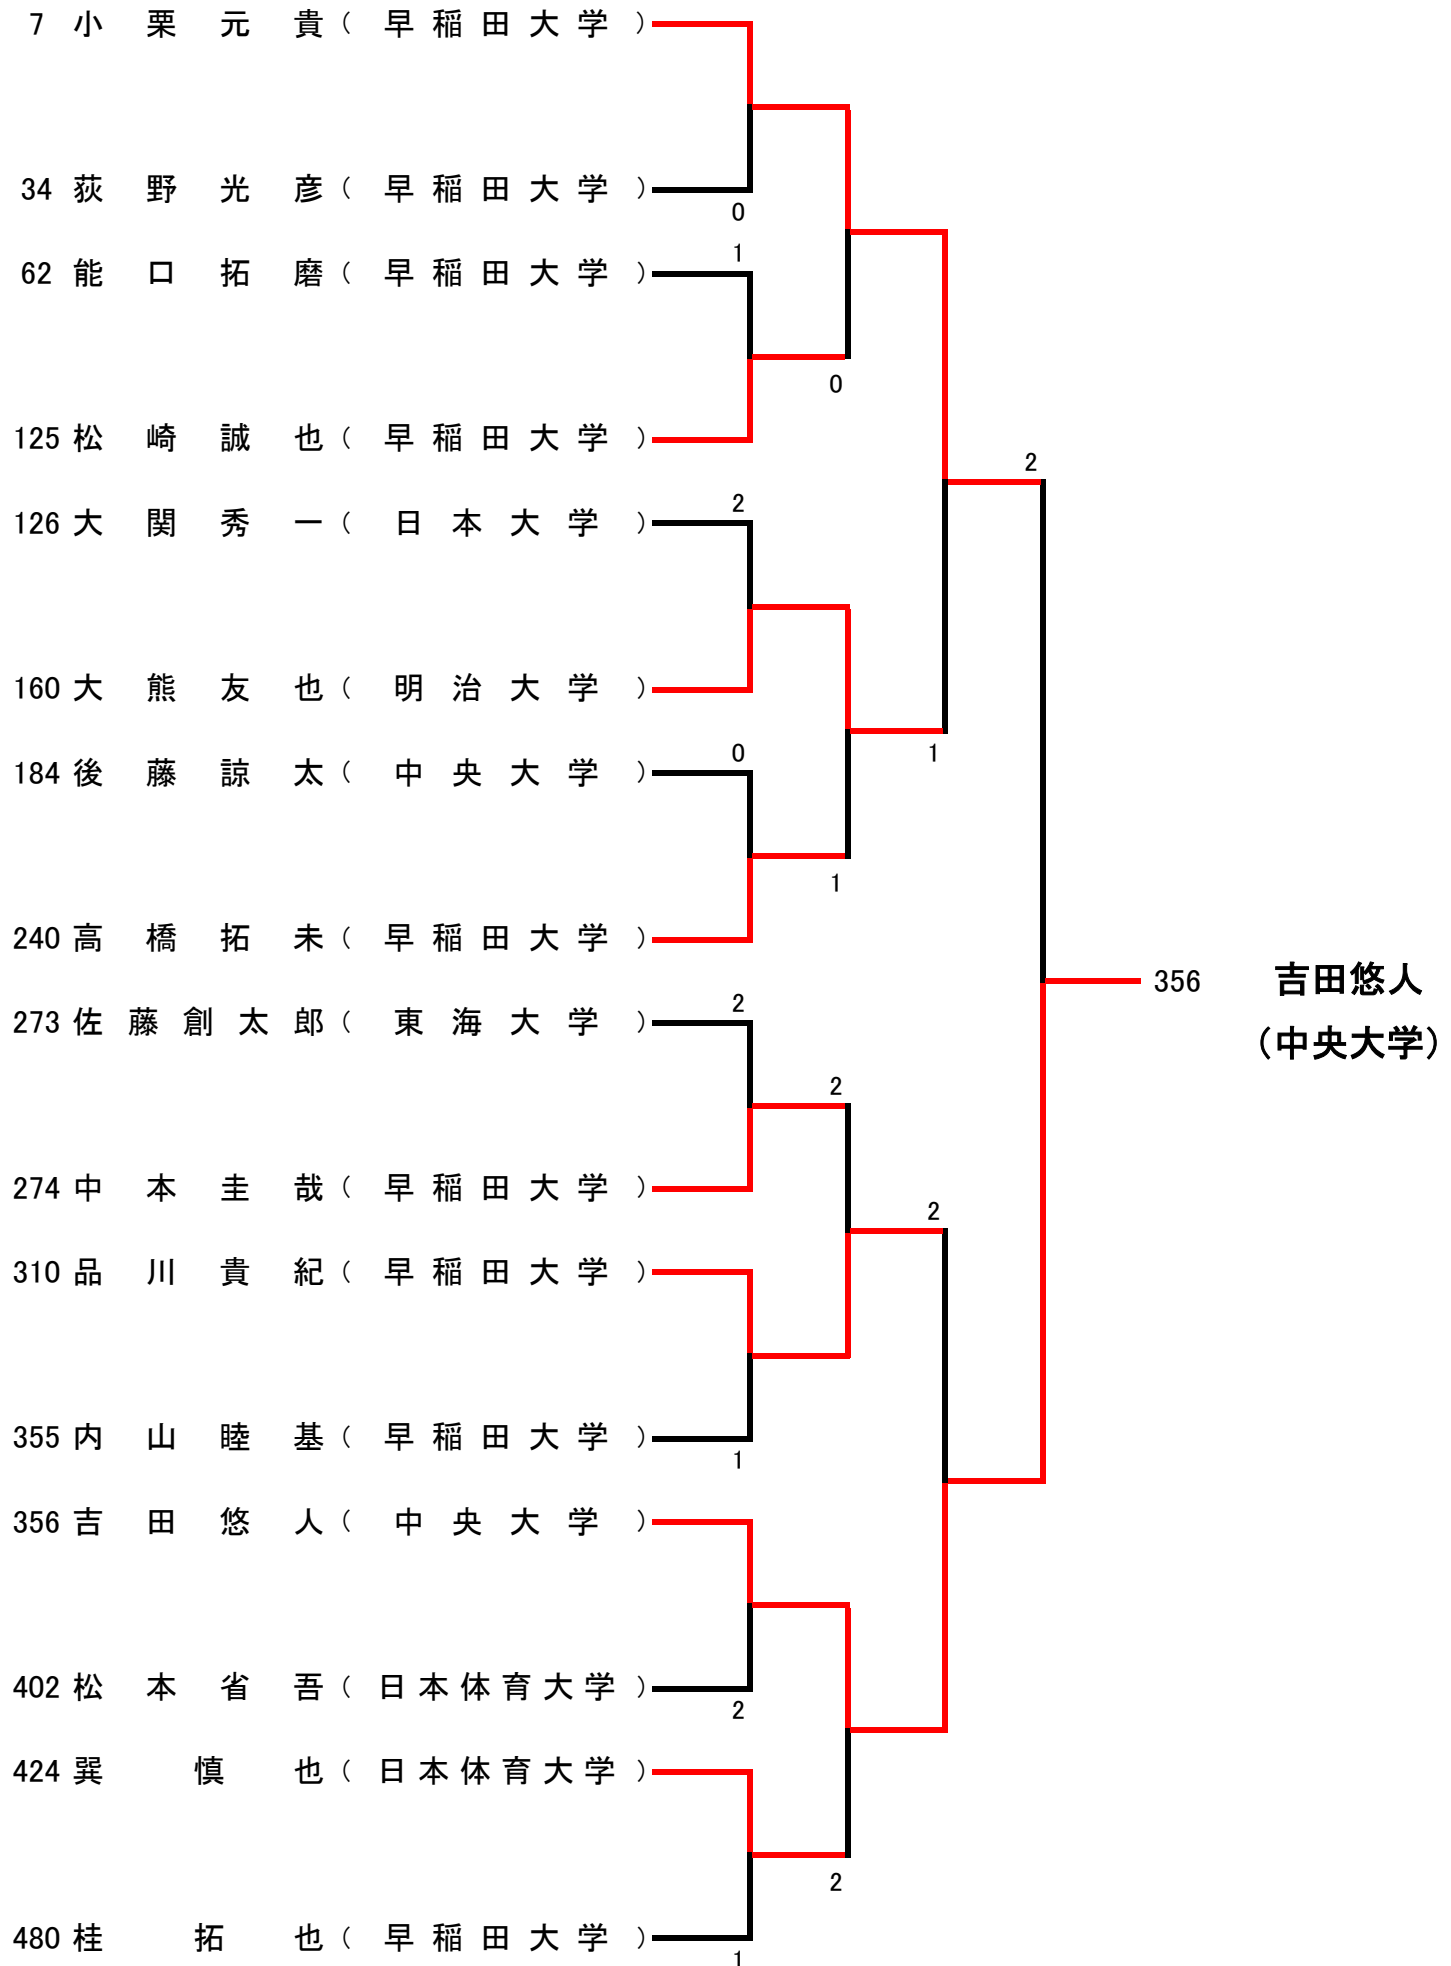 7 小栗元貴（早稲田大学）
34 荻野光彦（早稲田大学）
0
1
62 能口拓磨（早稲田大学）
0
125 松崎誠也（早稲田大学）
2
2
126 大関秀一（日本大学）
160 大熊友也（明治大学）
0
1
184 後藤諒太（中央大学）
1
240 高橋拓未（早稲田大学）
356 吉田悠人
（中央大学）
2
273 佐藤創太郎（東海大学）
2
274 中本圭哉（早稲田大学）
2
310 品川貴紀（早稲田大学）
355 内山睦基（早稲田大学）
1
356 吉田悠人（中央大学）
402 松本省吾（日本体育大学）
2
424 巽慎也（日本体育大学）
2
480 桂拓也（早稲田大学）
1